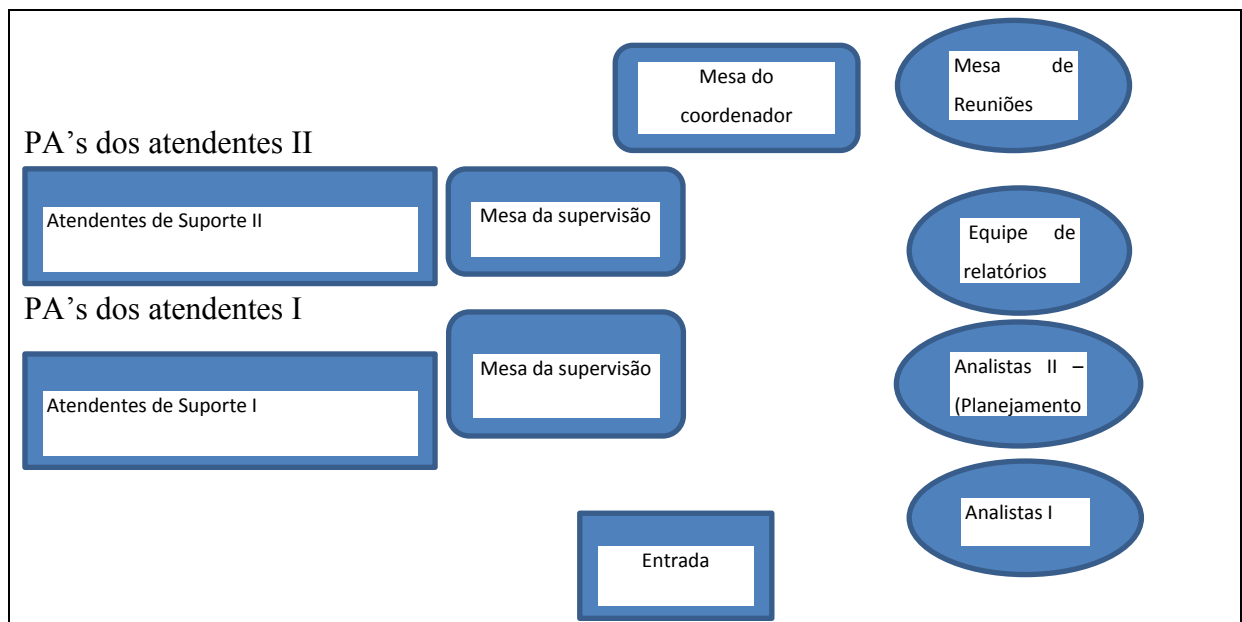 Mesa do
coordenador
Mesa de
Reuniões
PA’s dos atendentes II
Atendentes de Suporte II
Mesa da supervisão
Equipe de
relatórios
PA’s dos atendentes I
Atendentes de Suporte I
Mesa da supervisão
Analistas II –
(Planejamento
Analistas I
Entrada